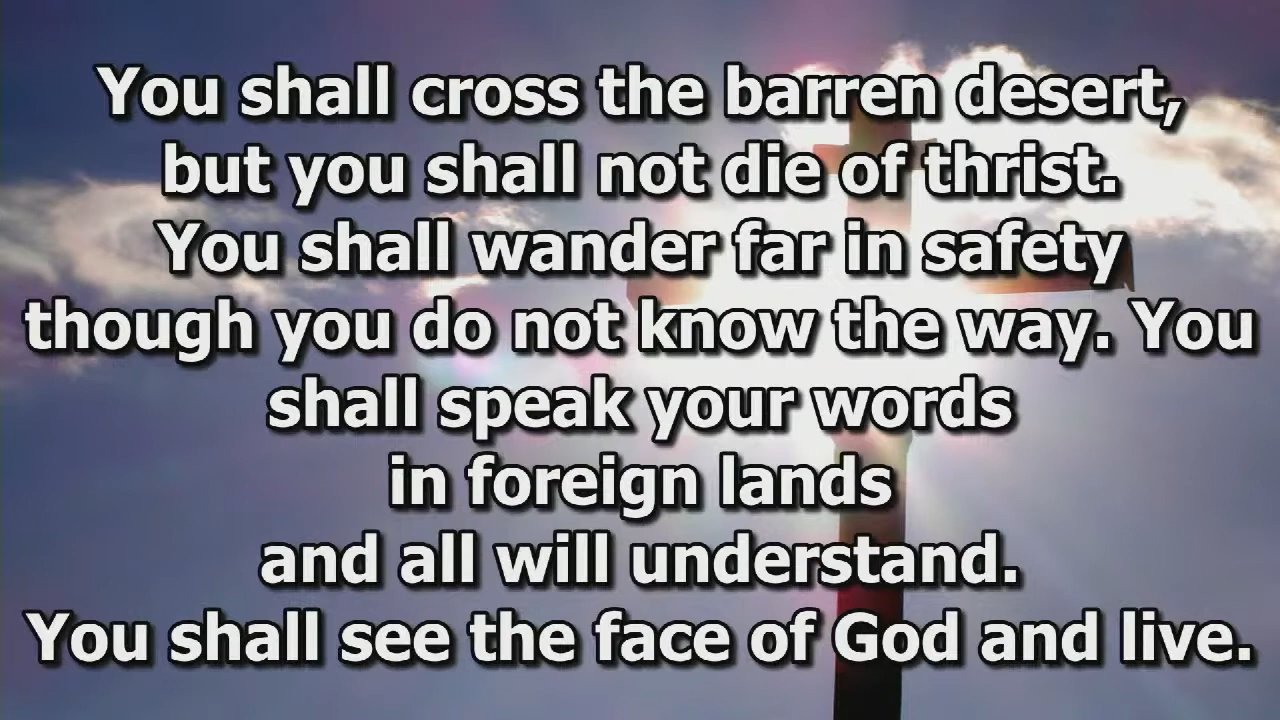 You shall cross the barren desert,
but you shall not die of thrist.
You shall wander far in safety
though you do not know the way. You
shall speak your words
in foreign lands
and all will understand.
You shall see the face of God and live.